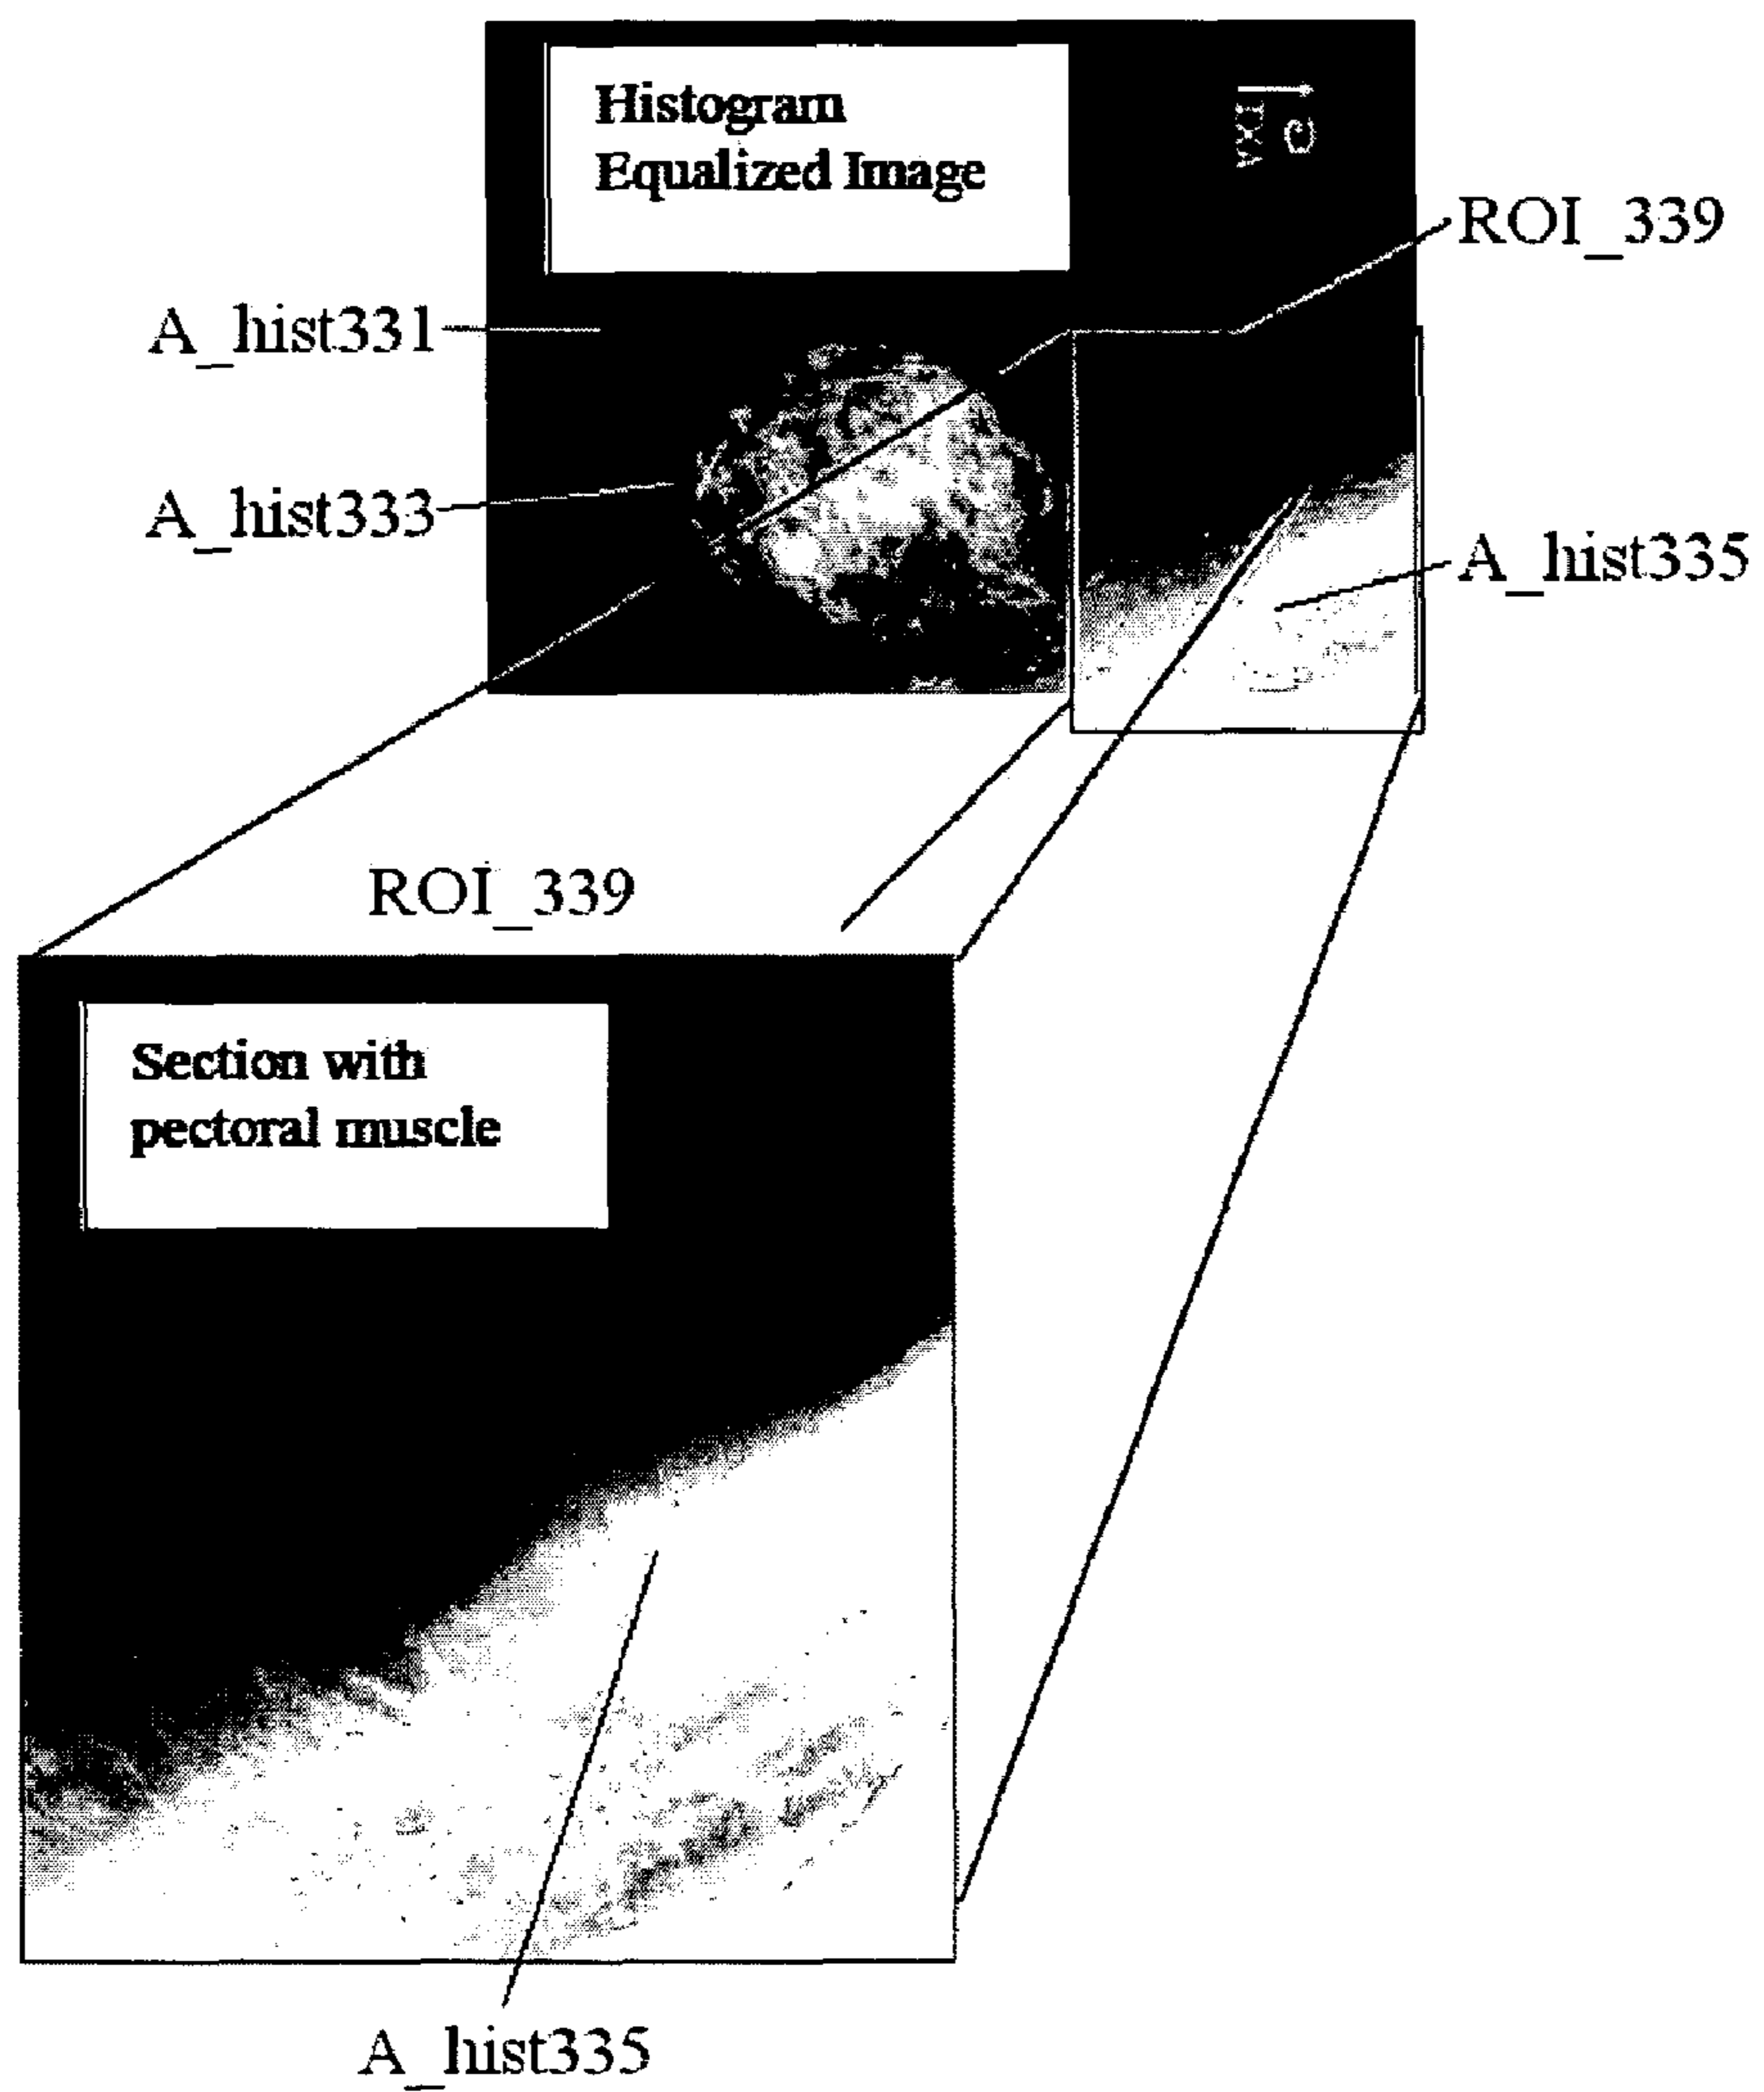 Histogram
Equalized Image
ROI_339
A_hist331
A_hist333
A_hist335
ROI_339
Section with
pectoral muscle
A_hist335